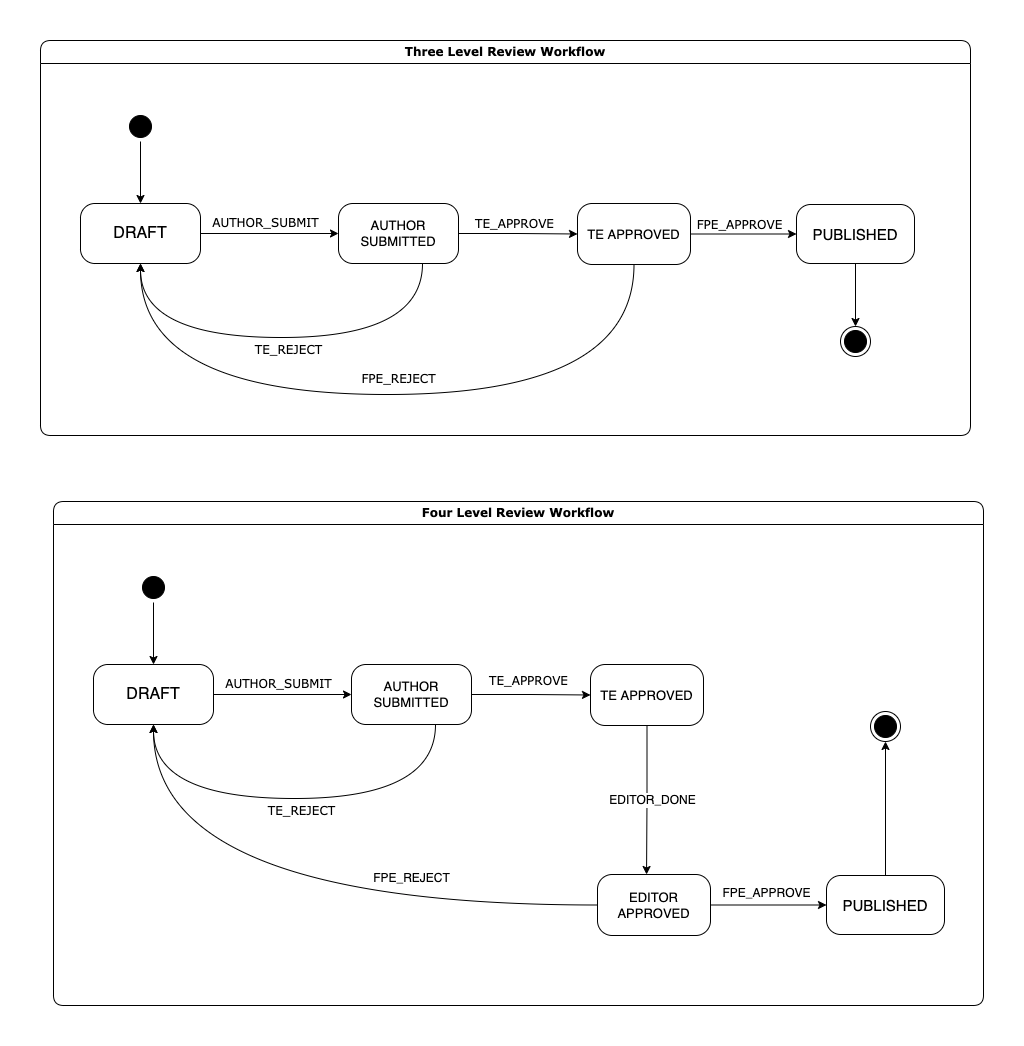 Three Level Review Workflow
DRAFT
AUTHOR_SUBMIT
AUTHOR
SUBMITTED
TE_APPROVE
TE APPROVED
FPE_APPROVE
PUBLISHED
TE_REJECT
FPE_REJECT
Four Level Review Workflow
DRAFT
AUTHOR_SUBMIT
AUTHOR
SUBMITTED
TE_APPROVE
TE APPROVED
EDITOR_DONE
TE_REJECT
FPE_REJECT
EDITOR
APPROVED
FPE_APPROVE
PUBLISHED